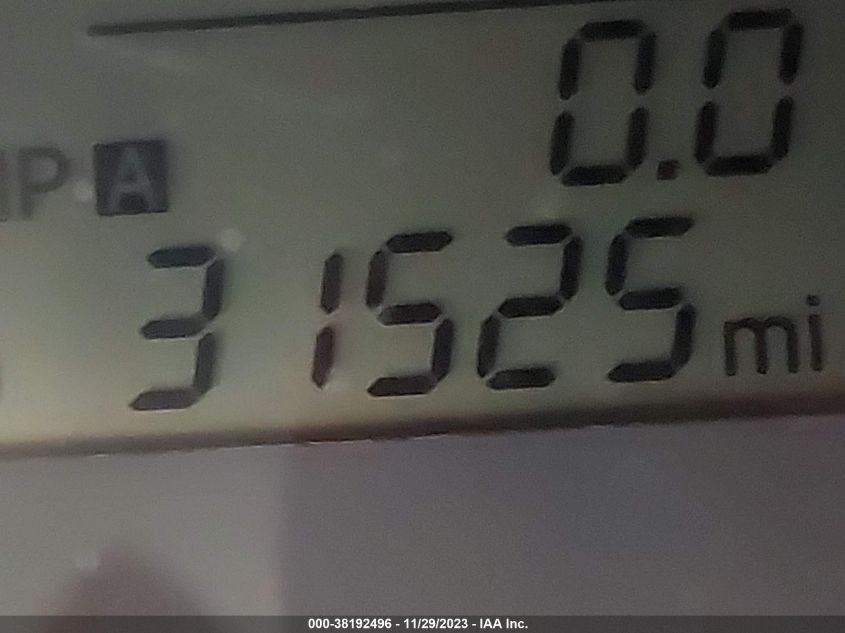 0.0
IP A
31525 mi
000-38192496 - 11/29/2023 - IAA Inc.